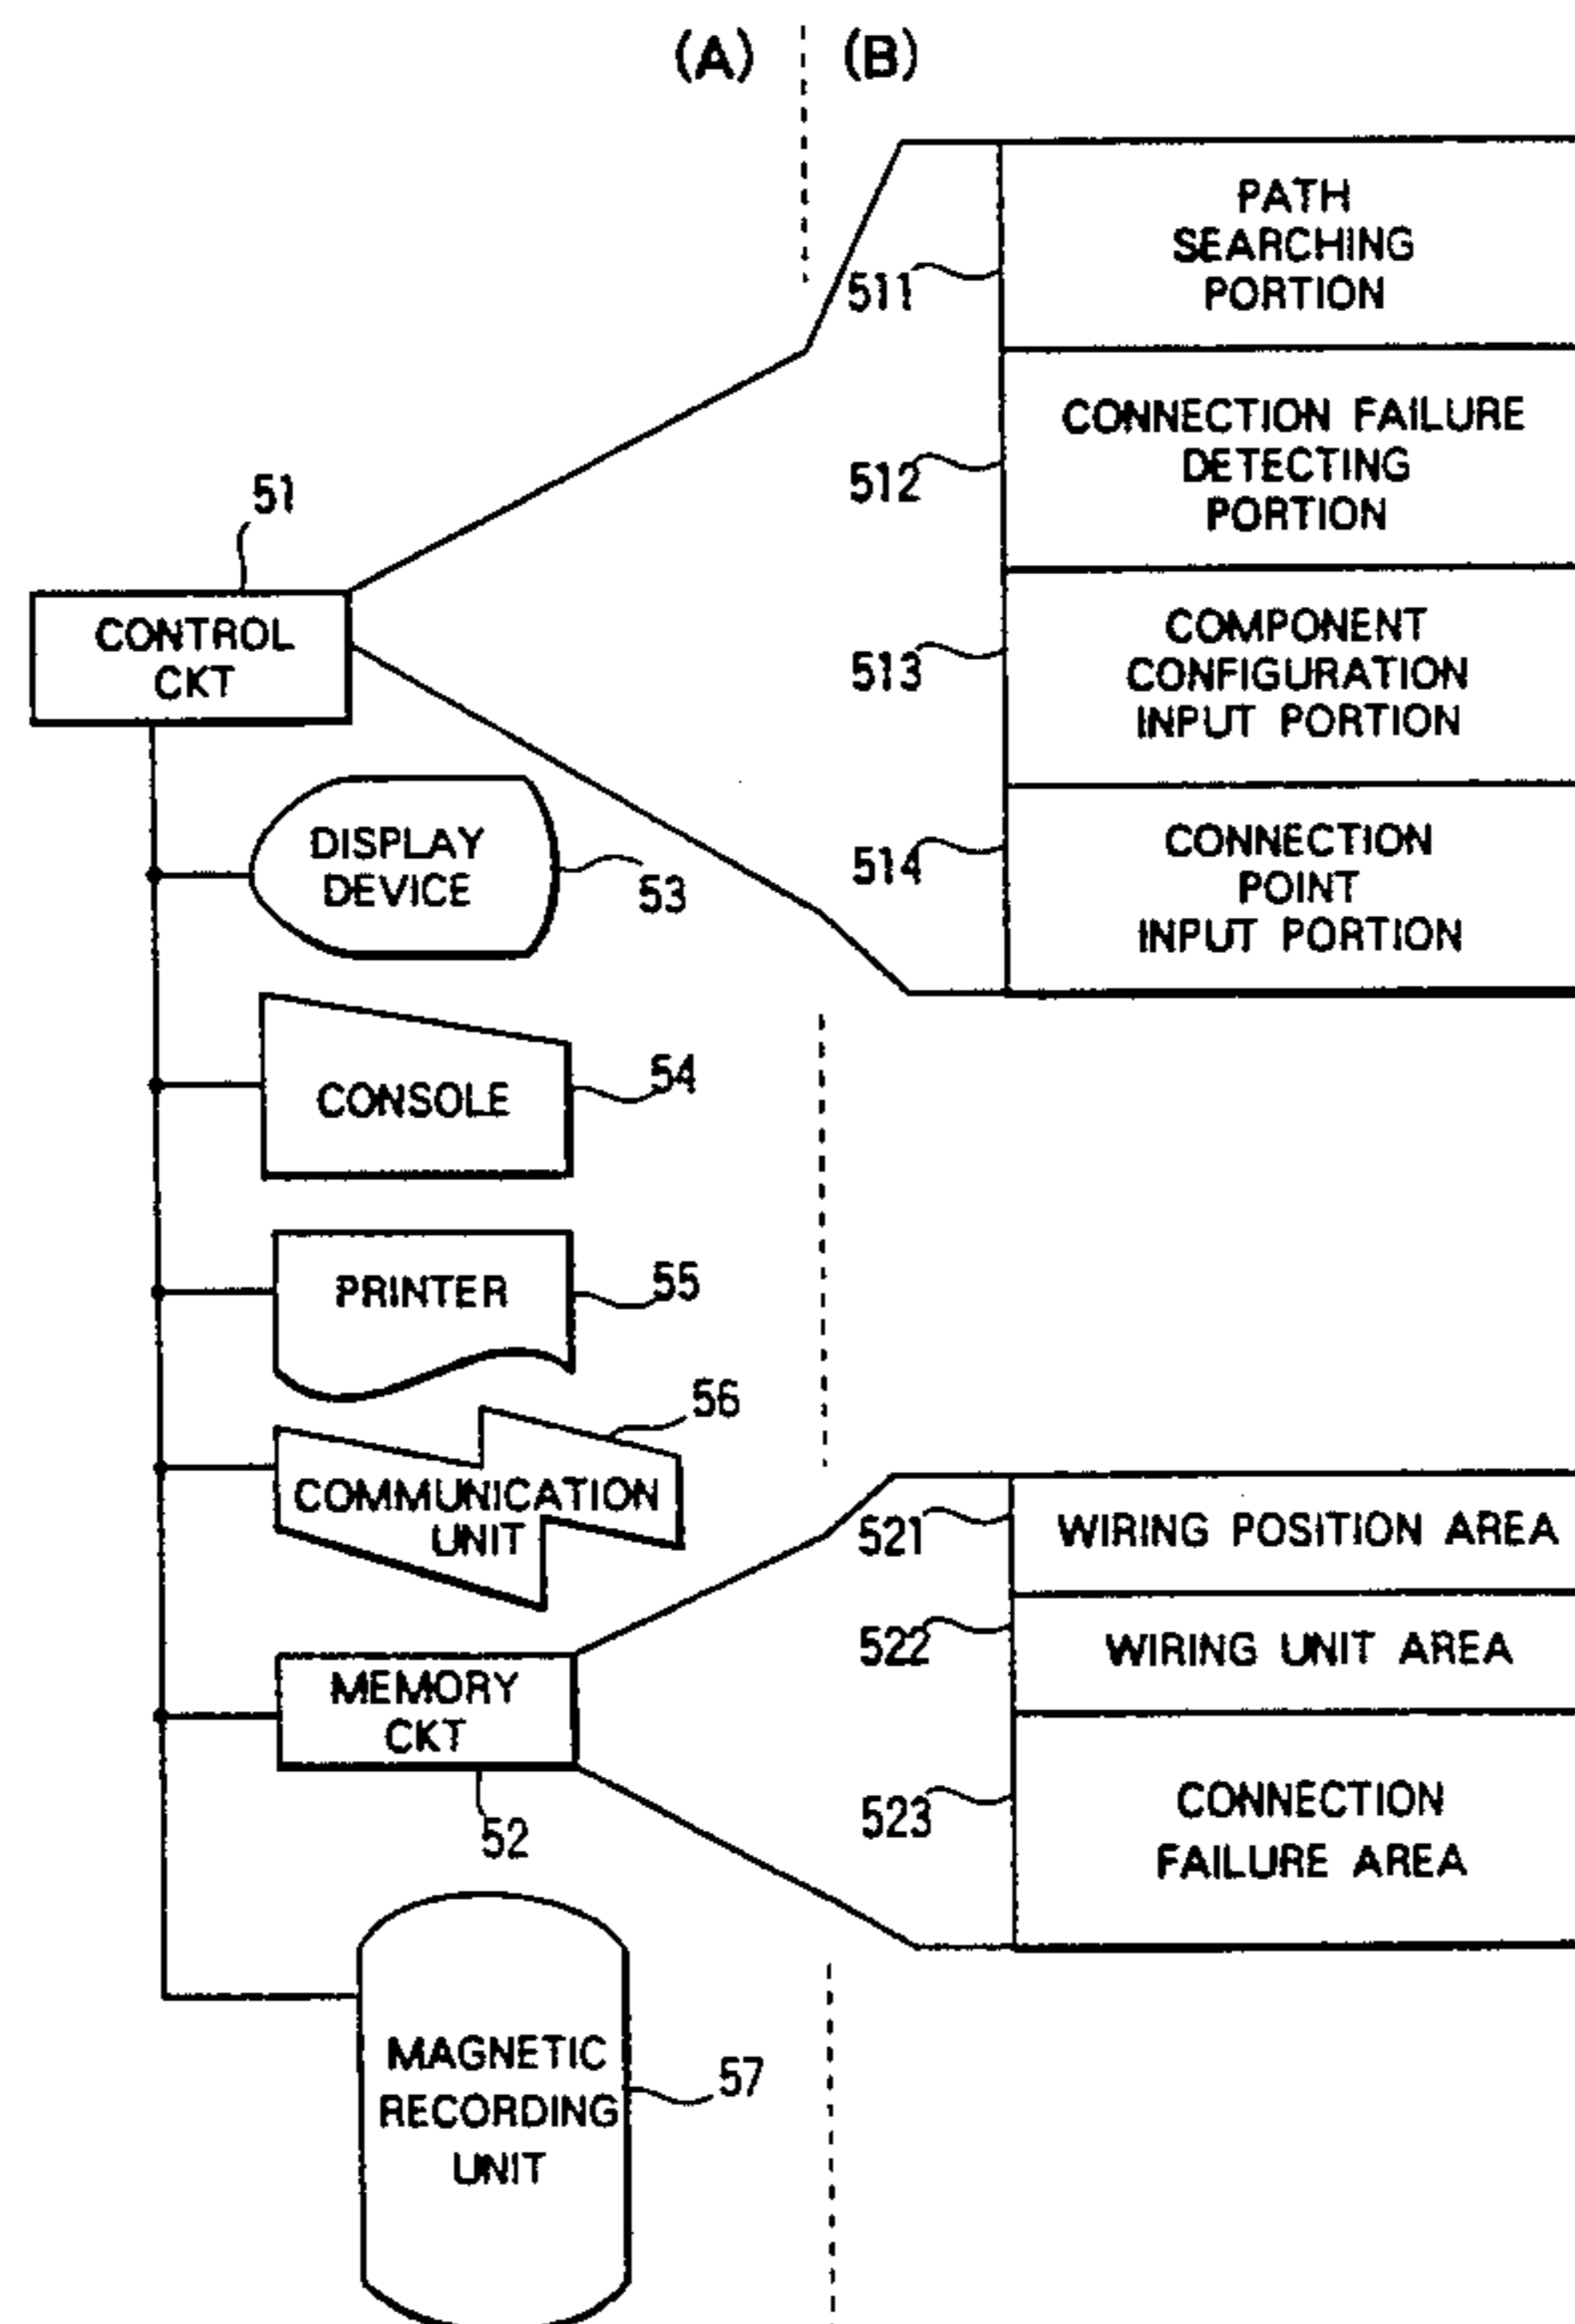 (A)
(B)
PATH
SEARCHING
PORTION
511
CONNECTION FAILURE
DETECTING
PORTION
512
51
CONTROL
CKT
COMPONENT
CONFIGURATION
INPUT PORTION
513
DISPLAY
DEVICE
53
CONNECTION
POINT
INPUT PORTION
514
CONSOLE
54
PRINTER
55
56
COMMUNICATION
UNIT
521
WIRING POSITION AREA
522
WIRING UNIT AREA
MEMORY
CKT
52
523
CONNECTION
FAILURE AREA
MAGNETIC
RECORDING
UNIT
57